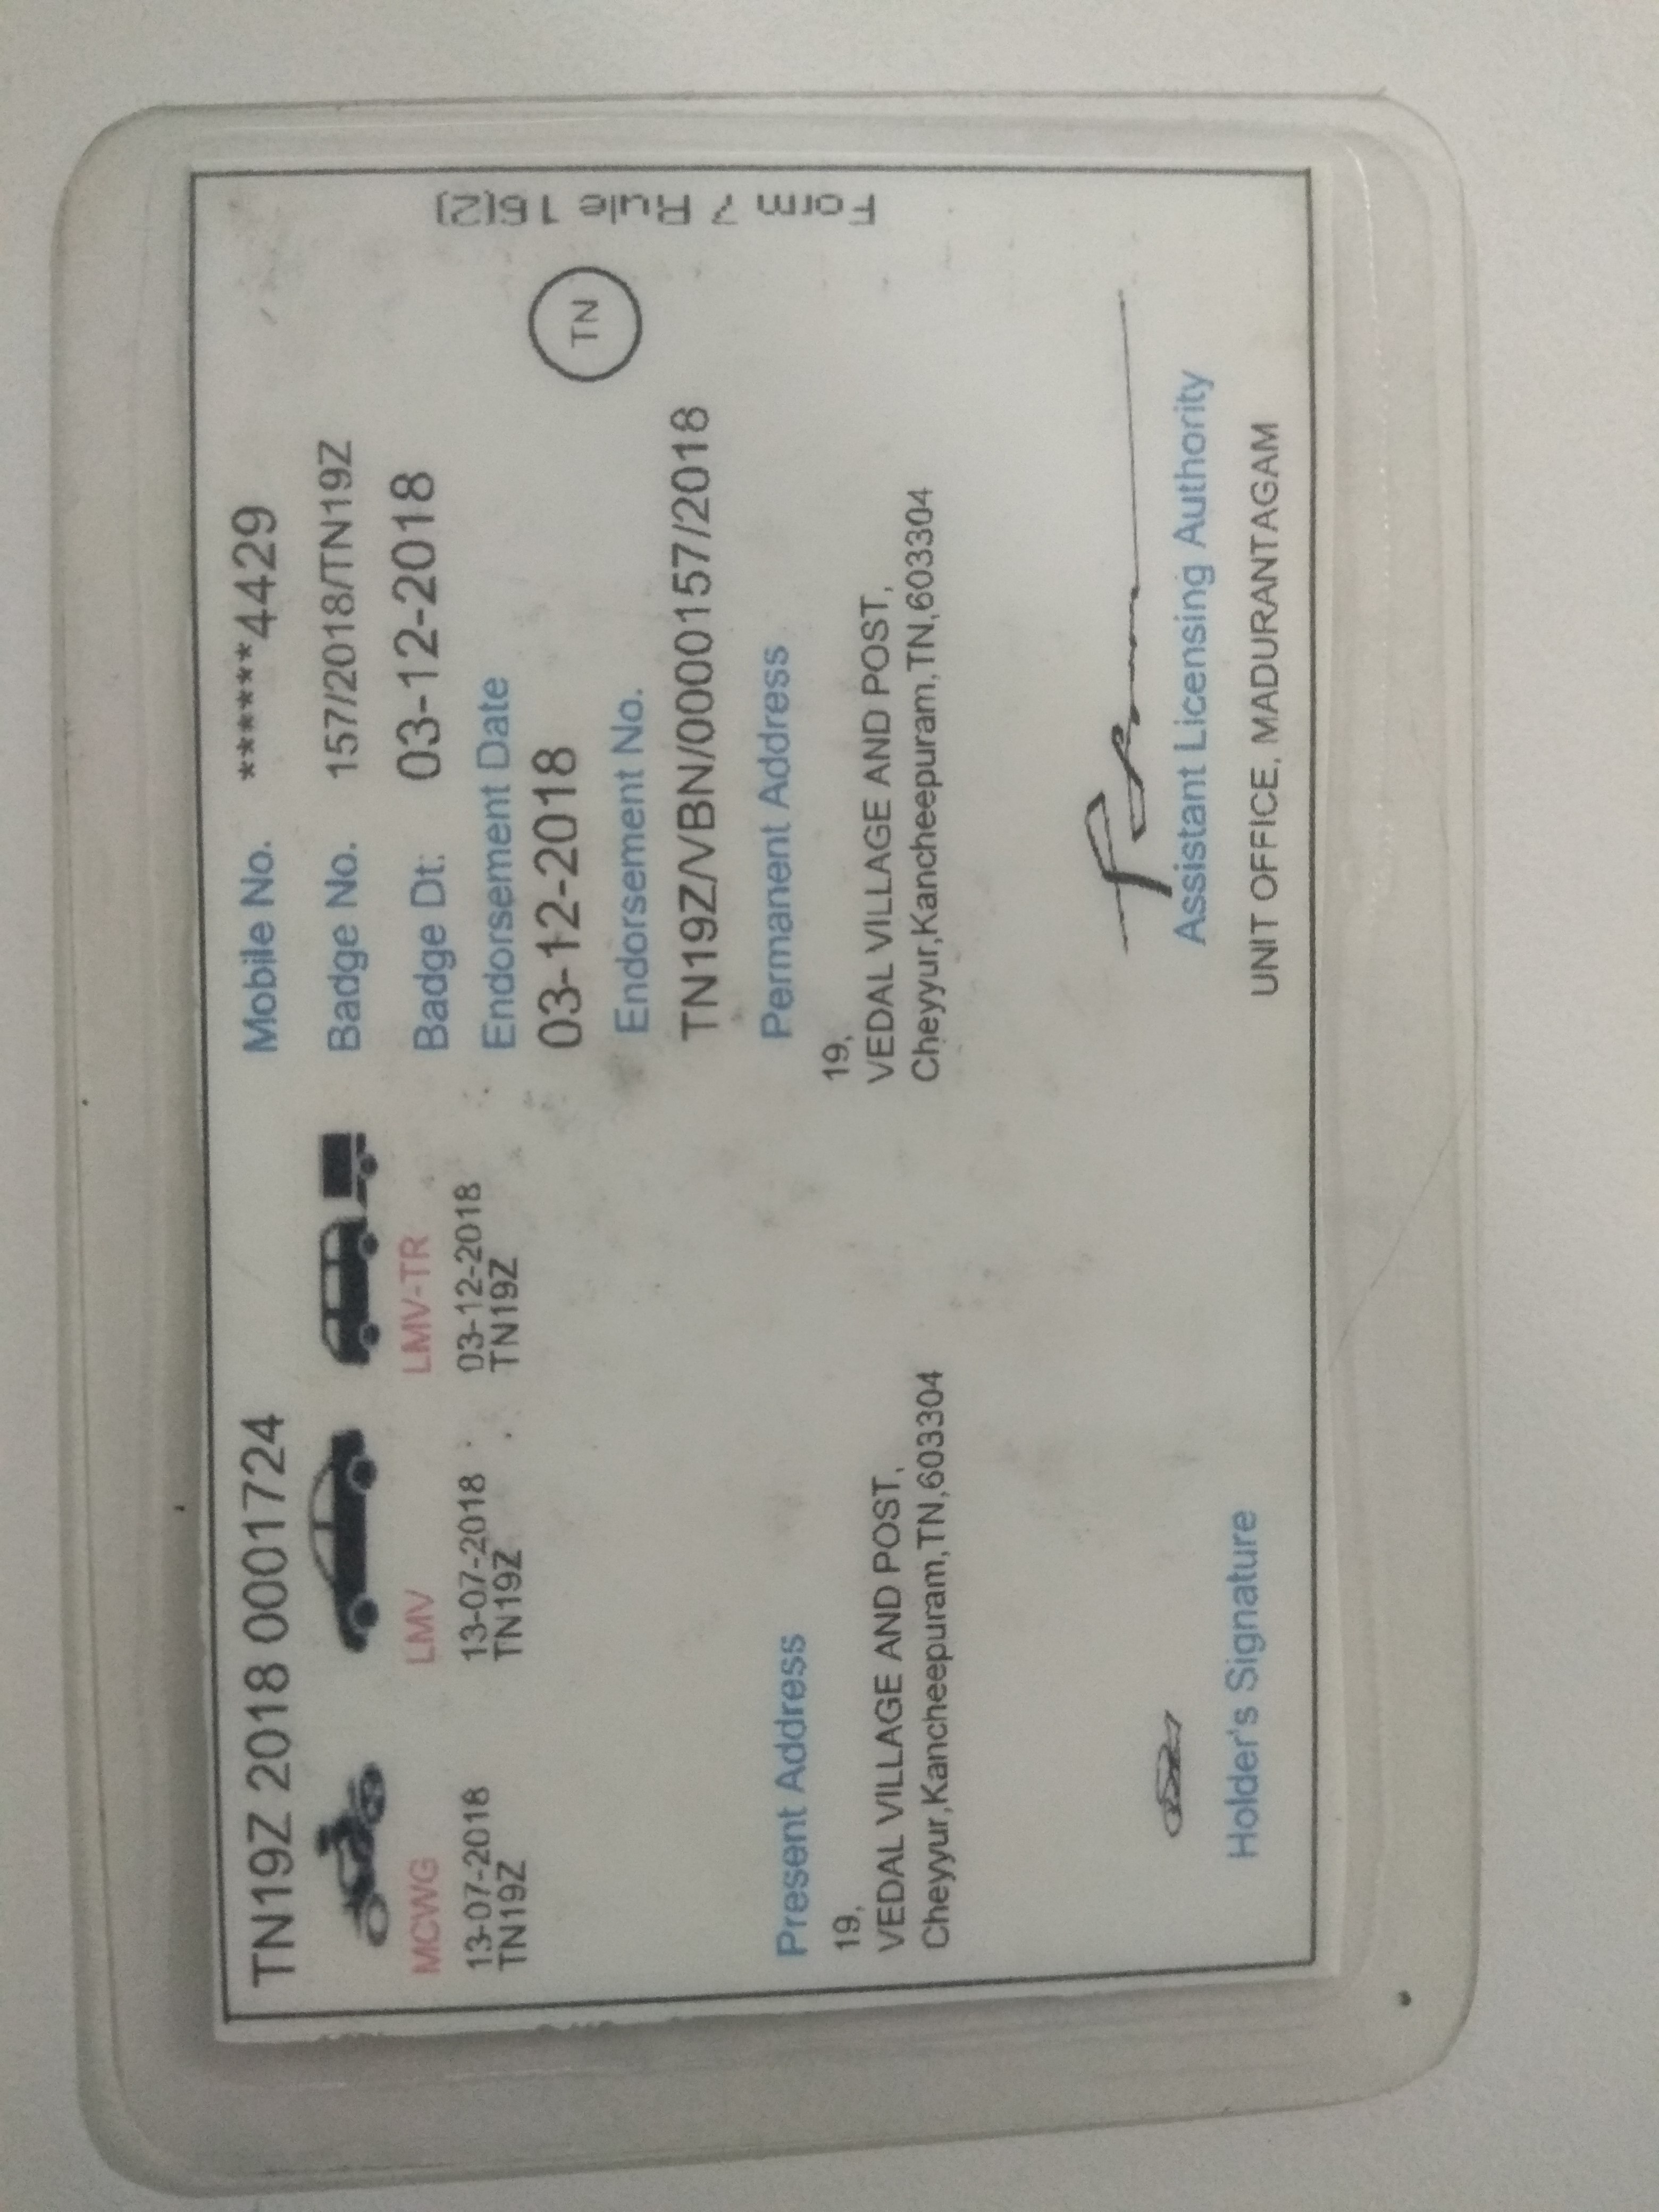 TN19Z 2018 0001724
MCWG
13-07-2018
TN19Z
LMV
13-07-2018
TN19Z
LMV-TR
03-12-2018
TN19Z
Mobile No. ******4429
Badge No. 157/2018/TN19Z
Badge Dt: 03-12-2018
Endorsement Date
03-12-2018
TN
Endorsement No.
TN19Z/VBN/0000157/2018
Present Address
19,
VEDAL VILLAGE AND POST,
Cheyyur,Kancheepuram,TN,603304
Permanent Address
19,
VEDAL VILLAGE AND POST,
Cheyyur,Kancheepuram,TN,603304
Holder's Signature
Assistant Licensing Authority
UNIT OFFICE, MADURANTAGAM
Form 7 Rule 16(2)